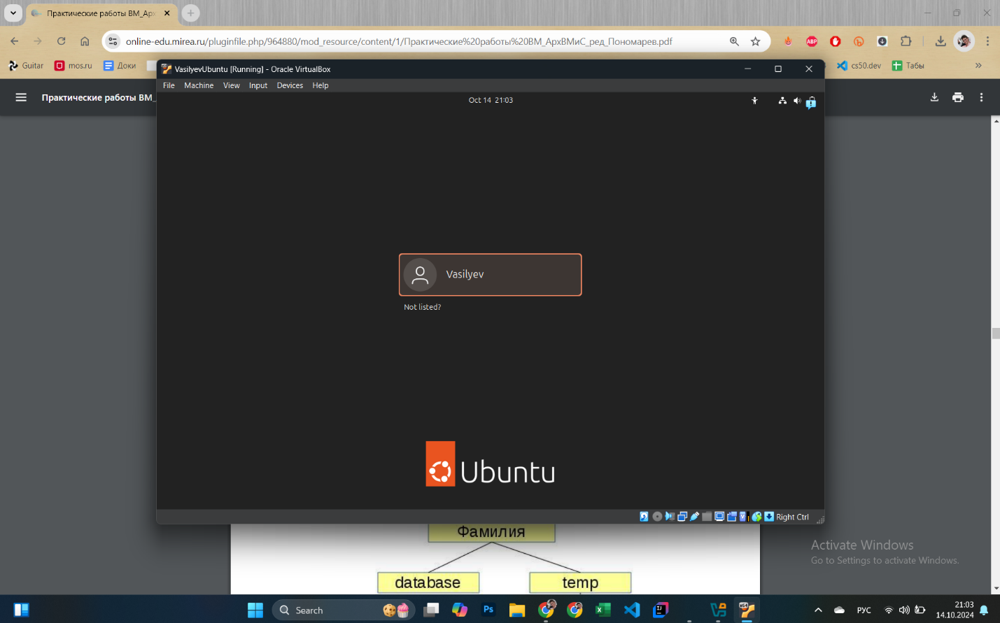 Практические работы ВМ_Арх
online-edu.mirea.ru/pluginfile.php/964880/mod_resource/content/1/Практические%20работы%20ВМ_АрхВМиС_ред_Пономарев.pdf
ABP
Guitar
mos.ru
Доки
cs50.dev
Табы
Практические работы ВМ_
VasilyevUbuntu [Running] - Oracle VirtualBox
File Machine View Input Devices Help
Oct 14 21:03
Vasilyev
Not listed?
Ubuntu
Right Ctrl
Фамилия
database
temp
Activate Windows
Go to Settings to activate Windows.
Search
Ps
РУС
21:03
14.10.2024